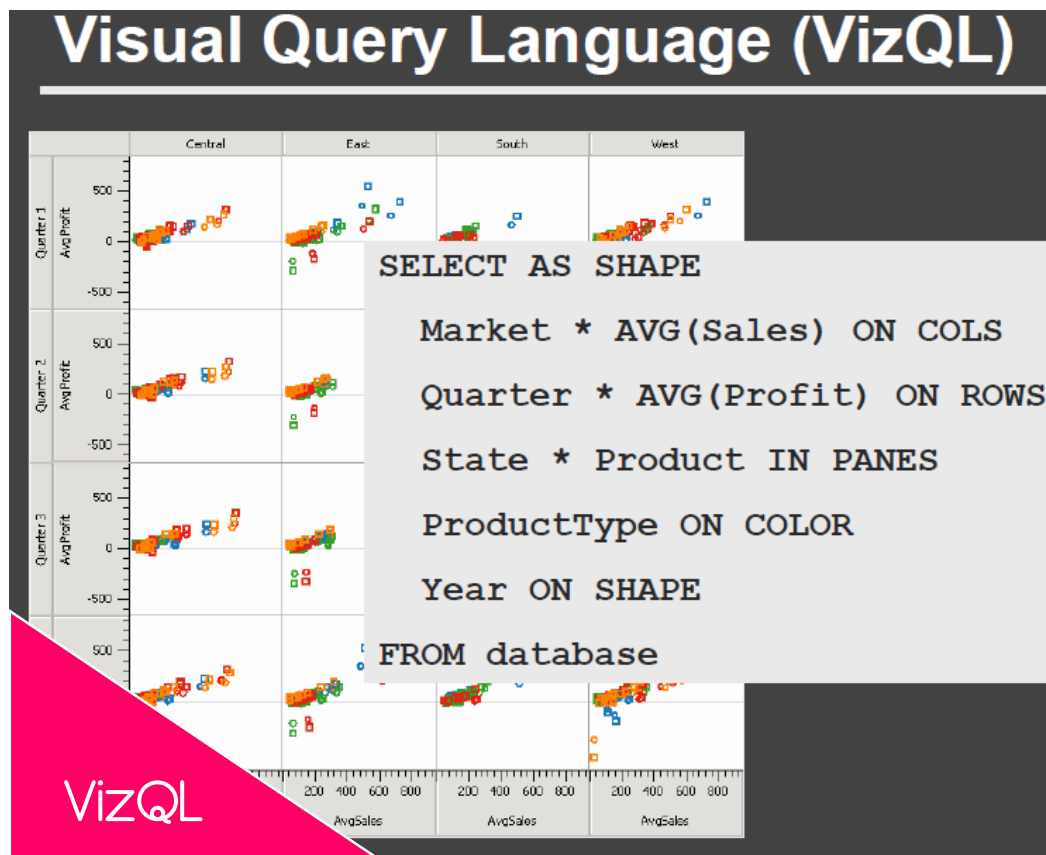 Visual Query Language (VizQL)
Central East South West
Quarter 1
AvgProfit
500
0
-500
Quarter 2
AvgProfit
500
0
-500
Quarter 3
AvgProfit
500
0
-500
500
SELECT AS SHAPE
Market * AVG(Sales) ON COLS
Quarter * AVG(Profit) ON ROWS
State * Product IN PANES
ProductType ON COLOR
Year ON SHAPE
FROM database
200 400 600 800 200 400 600 800 200 400 600 800
AvgSales AvgSales AvgSales
VizQL